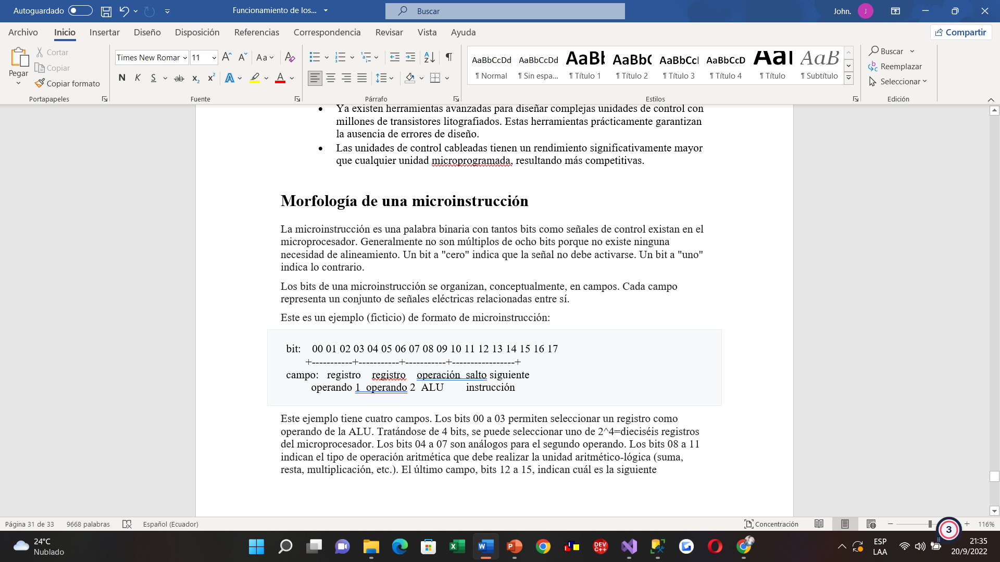 Autoguardado
Funcionamiento de los...
Buscar
John.
J
Archivo Inicio Insertar Diseño Disposición Referencias Correspondencia Revisar Vista Ayuda
Compartir
Pegar
Cortar
Copiar
Copiar formato
Portapapeles
Times New Romar 11
N K S ab x₂ x² A A
Fuente
Párrafo
AaBbCcDd AaBbCcDd AaBb AaBbC AaBbCcl AaBbCcD AaI AaB
¶ Normal ¶ Sin espa... ¶ Título 1 ¶ Título 2 ¶ Título 3 ¶ Título 4 ¶ Título ¶ Subtítulo
Estilos
Buscar
Reemplazar
Seleccionar
Edición
• Ya existen herramientas avanzadas para diseñar complejas unidades de control con
millones de transistores litografiados. Estas herramientas prácticamente garantizan
la ausencia de errores de diseño.
• Las unidades de control cableadas tienen un rendimiento significativamente mayor
que cualquier unidad microprogramada, resultando más competitivas.
Morfología de una microinstrucción
La microinstrucción es una palabra binaria con tantos bits como señales de control existan en el
microprocesador. Generalmente no son múltiplos de ocho bits porque no existe ninguna
necesidad de alineamiento. Un bit a "cero" indica que la señal no debe activarse. Un bit a "uno"
indica lo contrario.
Los bits de una microinstrucción se organizan, conceptualmente, en campos. Cada campo
representa un conjunto de señales eléctricas relacionadas entre sí.
Este es un ejemplo (ficticio) de formato de microinstrucción:
bit: 00 01 02 03 04 05 06 07 08 09 10 11 12 13 14 15 16 17
+-----------+-----------+-----------+-----------------+
campo: registro registro operación salto siguiente
operando 1 operando 2 ALU instrucción
Este ejemplo tiene cuatro campos. Los bits 00 a 03 permiten seleccionar un registro como
operando de la ALU. Tratándose de 4 bits, se puede seleccionar uno de 2^4=dieciséis registros
del microprocesador. Los bits 04 a 07 son análogos para el segundo operando. Los bits 08 a 11
indican el tipo de operación aritmética que debe realizar la unidad aritmético-lógica (suma,
resta, multiplicación, etc.). El último campo, bits 12 a 15, indican cuál es la siguiente
Página 31 de 33 9668 palabras Español (Ecuador)
Concentración
116%
3
24°C
Nublado
DEV
C++
ESP
LAA
21:35
20/9/2022